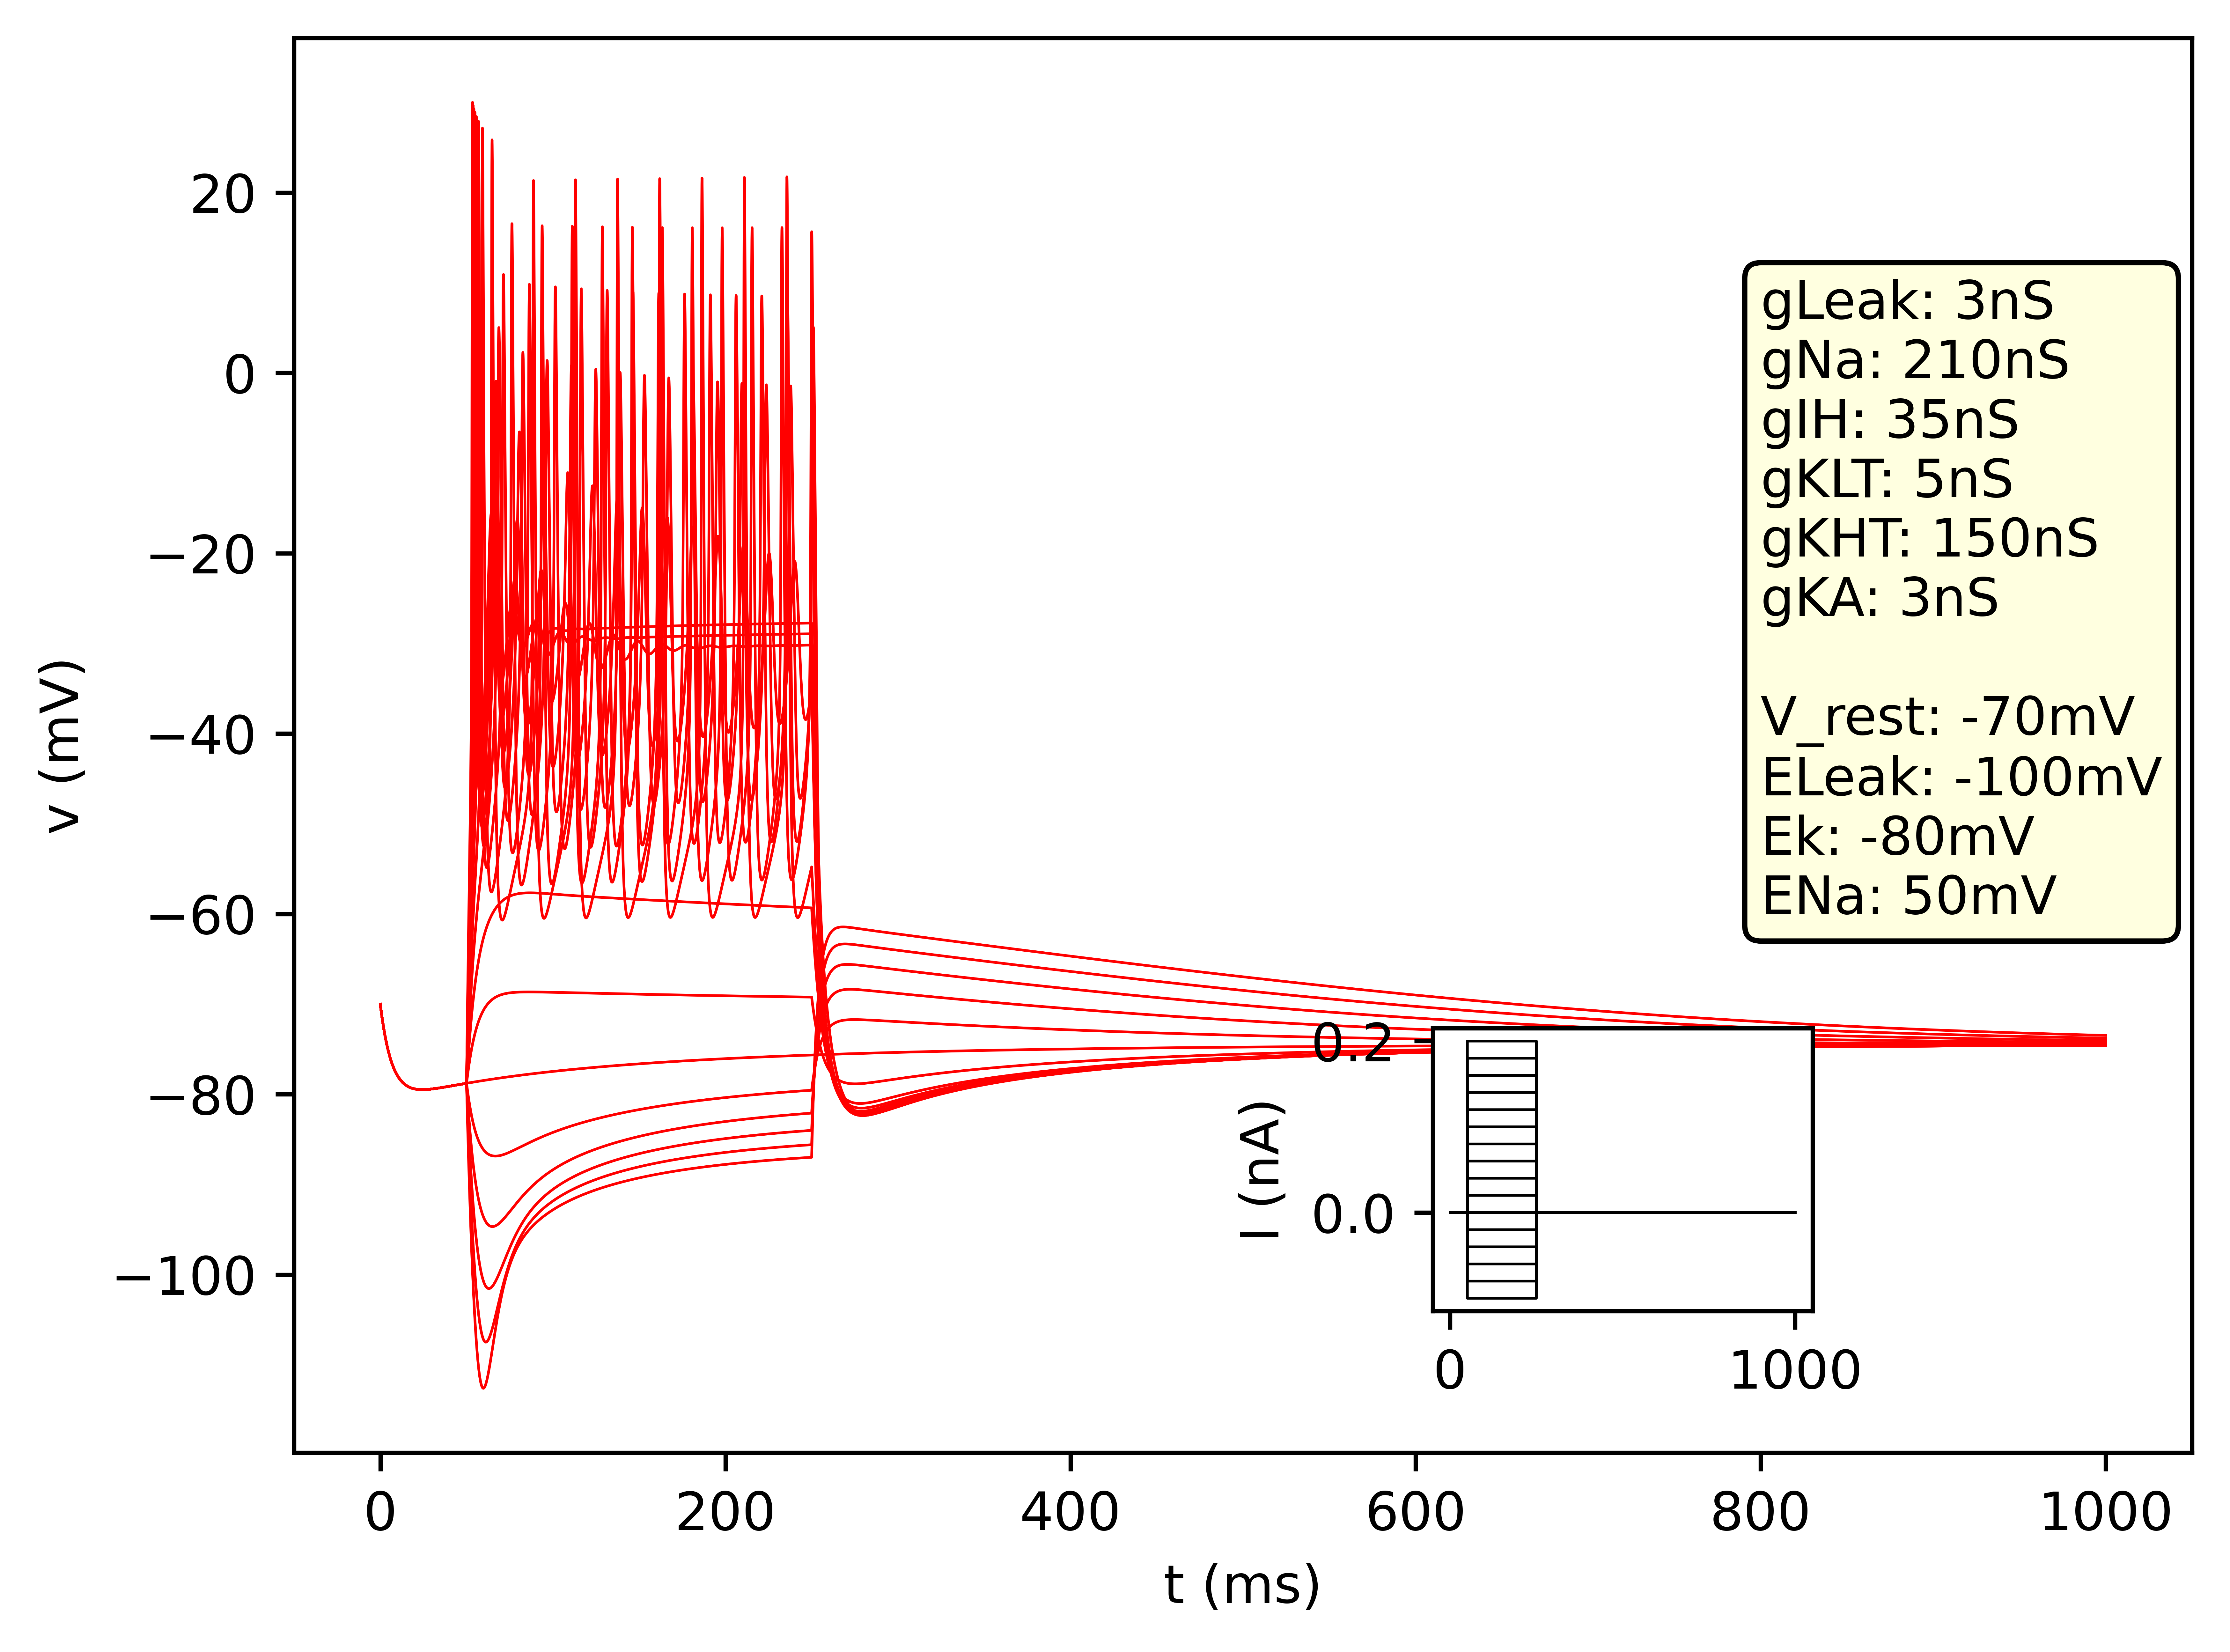 20
0
−20
−40
−60
−80
−100
v (mV)
gLeak: 3nS
gNa: 210nS
gIH: 35nS
gKLT: 5nS
gKHT: 150nS
gKA: 3nS
V_rest: -70mV
ELeak: -100mV
Ek: -80mV
ENa: 50mV
0.2
0.0
I (nA)
0 1000
0 200 400 600 800 1000
t (ms)